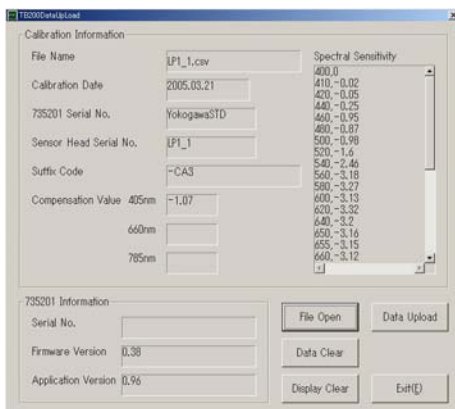 TB200DataUpLoad
Calibration Information
File Name
LP1_1.csv
Calibration Date
2005.03.21
735201 Serial No.
YokogawaSTD
Sensor Head Serial No.
LP1_1
Suffix Code
-CA3
Compensation Value 405nm
-1.07
660nm
785nm
Spectral Sensitivity
400,0
410,-0.02
420,-0.05
440,-0.25
460,-0.95
480,-0.87
500,-0.98
520,-1.6
540,-2.46
560,-3.18
580,-3.27
600,-3.13
620,-3.32
640,-3.2
650,-3.16
655,-3.15
660,-3.12
735201 Information
Serial No.
Firmware Version 0.38
Application Version 0.96
File Open
Data Upload
Data Clear
Display Clear
Exit(E)